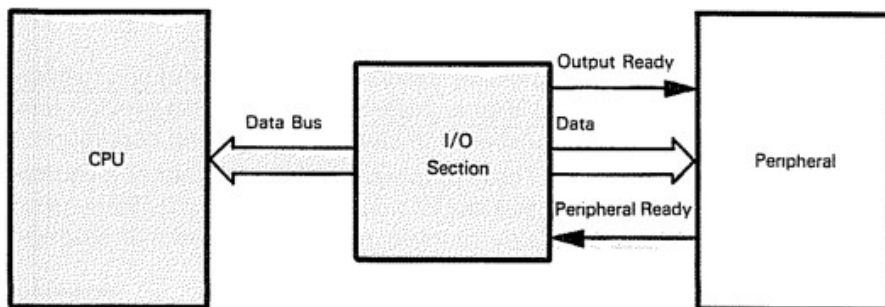 CPU
Data Bus
I/O
Section
Output Ready
Data
Peripheral Ready
Peripheral